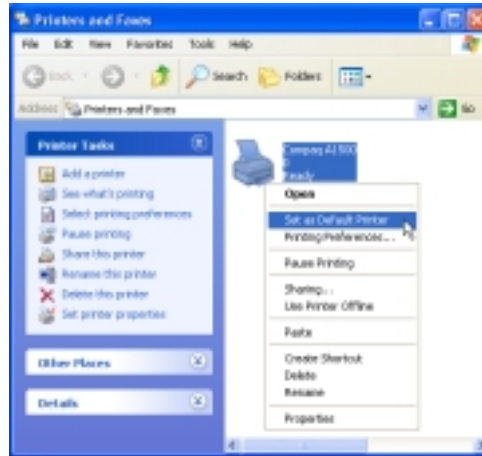 Printers and Faxes
File Edit View Favorites Tools Help
Back Search Folders
Address Printers and Faxes Go
Printer Tasks
Add a printer
See what's printing
Select printing preferences
Pause printing
Share this printer
Rename this printer
Delete this printer
Set printer properties
Other Places
Details
Compaq A1500
0
Ready
Open
Set as Default Printer
Printing Preferences...
Pause Printing
Sharing...
Use Printer Offline
Paste
Create Shortcut
Delete
Rename
Properties